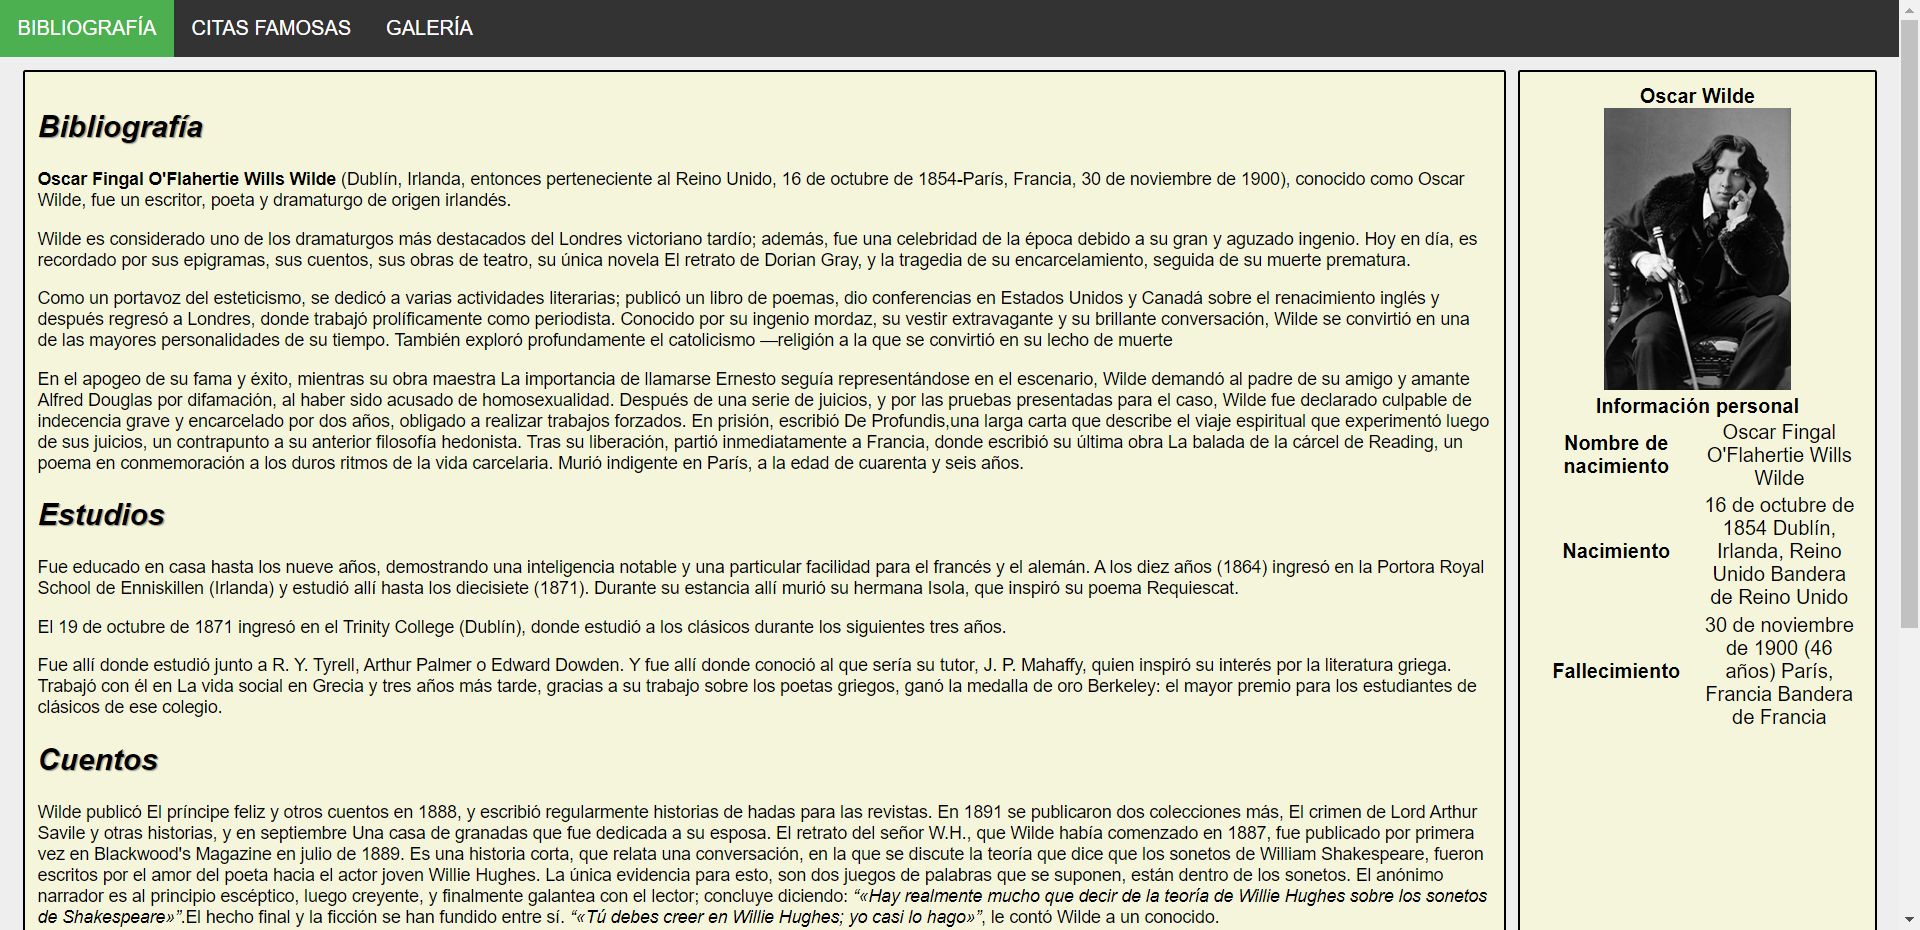 BIBLIOGRAFÍA CITAS FAMOSAS GALERÍA
Bibliografía
Oscar Fingal O'Flahertie Wills Wilde (Dublín, Irlanda, entonces perteneciente al Reino Unido, 16 de octubre de 1854-París, Francia, 30 de noviembre de 1900), conocido como Oscar
Wilde, fue un escritor, poeta y dramaturgo de origen irlandés.
Wilde es considerado uno de los dramaturgos más destacados del Londres victoriano tardío; además, fue una celebridad de la época debido a su gran y aguzado ingenio. Hoy en día, es
recordado por sus epigramas, sus cuentos, sus obras de teatro, su única novela El retrato de Dorian Gray, y la tragedia de su encarcelamiento, seguida de su muerte prematura.
Como un portavoz del esteticismo, se dedicó a varias actividades literarias; publicó un libro de poemas, dio conferencias en Estados Unidos y Canadá sobre el renacimiento inglés y
después regresó a Londres, donde trabajó prolíficamente como periodista. Conocido por su ingenio mordaz, su vestir extravagante y su brillante conversación, Wilde se convirtió en una
de las mayores personalidades de su tiempo. También exploró profundamente el catolicismo —religión a la que se convirtió en su lecho de muerte
En el apogeo de su fama y éxito, mientras su obra maestra La importancia de llamarse Ernesto seguía representándose en el escenario, Wilde demandó al padre de su amigo y amante
Alfred Douglas por difamación, al haber sido acusado de homosexualidad. Después de una serie de juicios, y por las pruebas presentadas para el caso, Wilde fue declarado culpable de
indecencia grave y encarcelado por dos años, obligado a realizar trabajos forzados. En prisión, escribió De Profundis,una larga carta que describe el viaje espiritual que experimentó luego
de sus juicios, un contrapunto a su anterior filosofía hedonista. Tras su liberación, partió inmediatamente a Francia, donde escribió su última obra La balada de la cárcel de Reading, un
poema en conmemoración a los duros ritmos de la vida carcelaria. Murió indigente en París, a la edad de cuarenta y seis años.
Estudios
Fue educado en casa hasta los nueve años, demostrando una inteligencia notable y una particular facilidad para el francés y el alemán. A los diez años (1864) ingresó en la Portora Royal
School de Enniskillen (Irlanda) y estudió allí hasta los diecisiete (1871). Durante su estancia allí murió su hermana Isola, que inspiró su poema Requiescat.
El 19 de octubre de 1871 ingresó en el Trinity College (Dublín), donde estudió a los clásicos durante los siguientes tres años.
Fue allí donde estudió junto a R. Y. Tyrell, Arthur Palmer o Edward Dowden. Y fue allí donde conoció al que sería su tutor, J. P. Mahaffy, quien inspiró su interés por la literatura griega.
Trabajó con él en La vida social en Grecia y tres años más tarde, gracias a su trabajo sobre los poetas griegos, ganó la medalla de oro Berkeley: el mayor premio para los estudiantes de
clásicos de ese colegio.
Cuentos
Wilde publicó El príncipe feliz y otros cuentos en 1888, y escribió regularmente historias de hadas para las revistas. En 1891 se publicaron dos colecciones más, El crimen de Lord Arthur
Savile y otras historias, y en septiembre Una casa de granadas que fue dedicada a su esposa. El retrato del señor W.H., que Wilde había comenzado en 1887, fue publicado por primera
vez en Blackwood's Magazine en julio de 1889. Es una historia corta, que relata una conversación, en la que se discute la teoría que dice que los sonetos de William Shakespeare, fueron
escritos por el amor del poeta hacia el actor joven Willie Hughes. La única evidencia para esto, son dos juegos de palabras que se suponen, están dentro de los sonetos. El anónimo
narrador es al principio escéptico, luego creyente, y finalmente galantea con el lector; concluye diciendo: “«Hay realmente mucho que decir de la teoría de Willie Hughes sobre los sonetos
de Shakespeare»”.El hecho final y la ficción se han fundido entre sí. “«Tú debes creer en Willie Hughes; yo casi lo hago»”, le contó Wilde a un conocido.
Oscar Wilde
Información personal
Nombre de
nacimiento
Oscar Fingal
O'Flahertie Wills
Wilde
Nacimiento
16 de octubre de
1854 Dublín,
Irlanda, Reino
Unido Bandera
de Reino Unido
Fallecimiento
30 de noviembre
de 1900 (46
años) París,
Francia Bandera
de Francia